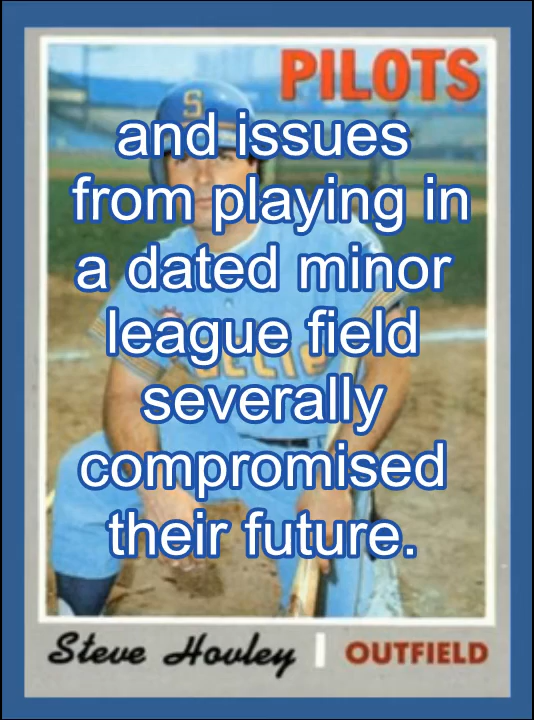 PILOTS
S
and issues
from playing in
a dated minor
league field
severally
compromised
their future.
Steve Hovley | OUTFIELD